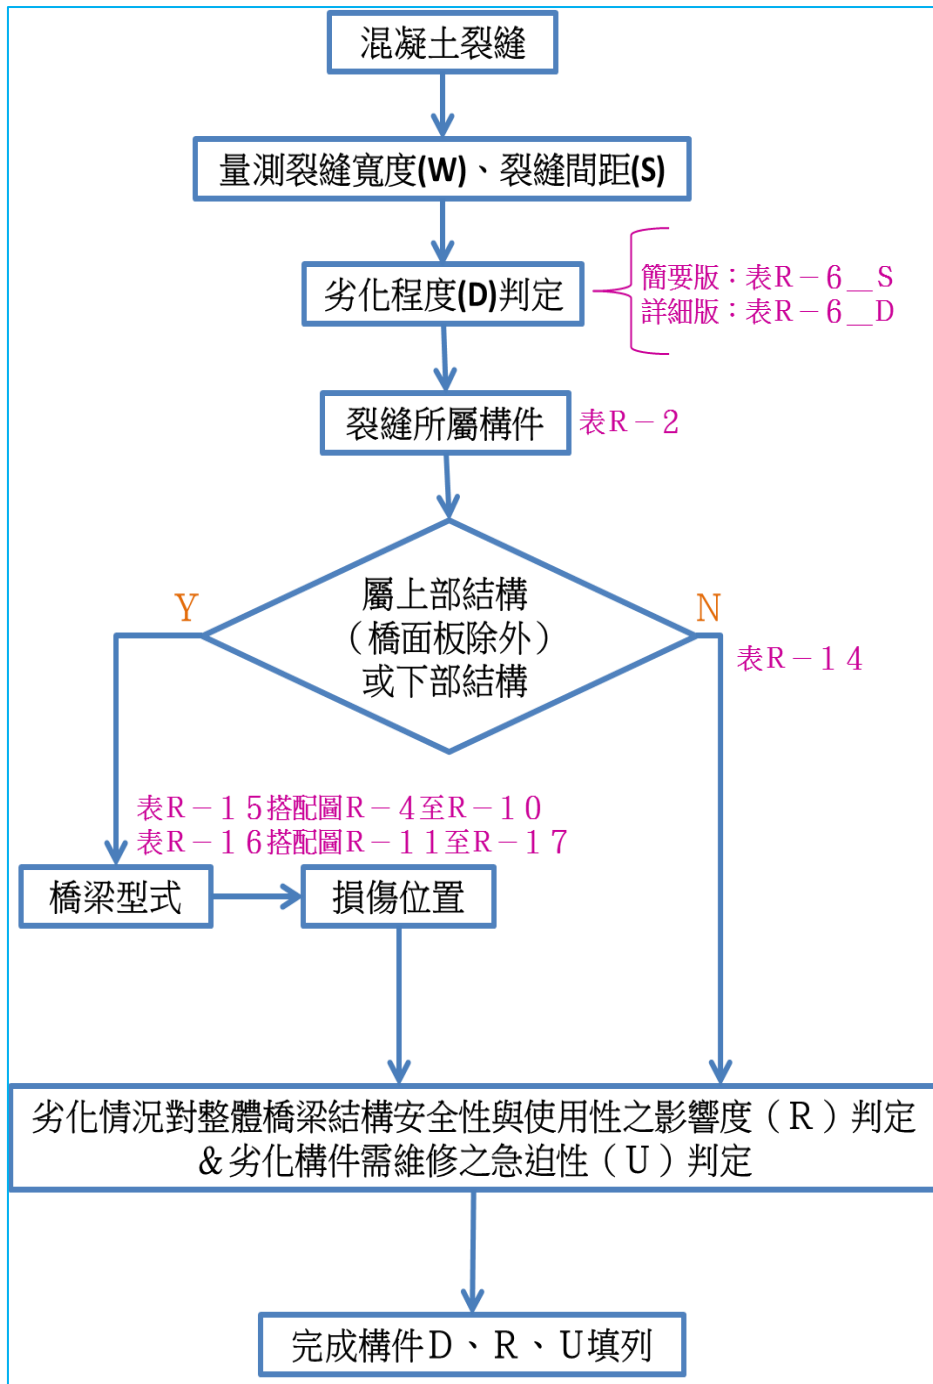 混凝土裂縫
量測裂縫寬度(W)、裂縫間距(S)
劣化程度(D)判定
簡要版：表Ｒ－６＿Ｓ
詳細版：表Ｒ－６＿Ｄ
裂縫所屬構件
表Ｒ－２
屬上部結構
（橋面板除外）
或下部結構
Ｙ
Ｎ
表Ｒ－１４
表Ｒ－１５搭配圖Ｒ－４至Ｒ－１０
表Ｒ－１６搭配圖Ｒ－１１至Ｒ－１７
橋梁型式
損傷位置
劣化情況對整體橋梁結構安全性與使用性之影響度（Ｒ）判定
＆劣化構件需維修之急迫性（Ｕ）判定
完成構件Ｄ、Ｒ、Ｕ填列